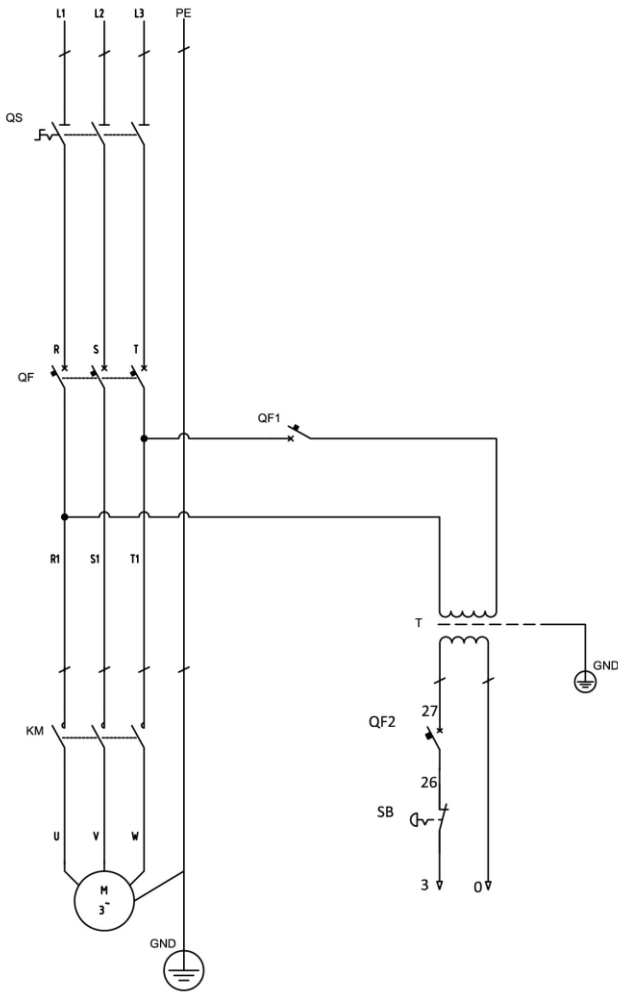 L1 L2 L3 PE
QS
R S T
QF
QF1
R1 S1 T1
T
GND
27
QF2
KM
26
SB
U V W
M
3~
3 0
GND